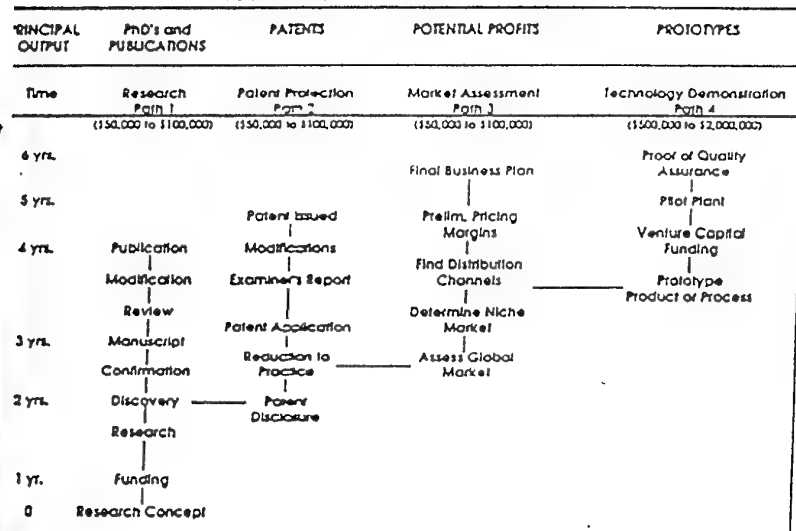 PRINCIPAL OUTPUT PhD's and PUBLICATIONS PATENTS POTENTIAL PROFITS PROTOTYPES
Time Research Path 1 Patent Protection Path 2 Market Assessment Path 3 Technology Demonstration Path 4
($50,000 to $100,000) ($50,000 to $100,000) ($50,000 to $100,000) ($500,000 to $2,000,000)
6 yrs. Final Business Plan Proof of Quality Assurance
5 yrs. Patent Issued Prelim. Pricing Margins Pilot Plant
4 yrs. Publication Modifications Find Distribution Channels Venture Capital Funding
Modification Examiner's Report Prototype Product or Process
Review Patent Application Determine Niche Market
3 yrs. Manuscript Reduction to Practice Assess Global Market
Confirmation
2 yrs. Discovery Patent Disclosure
Research
1 yr. Funding
0 Research Concept